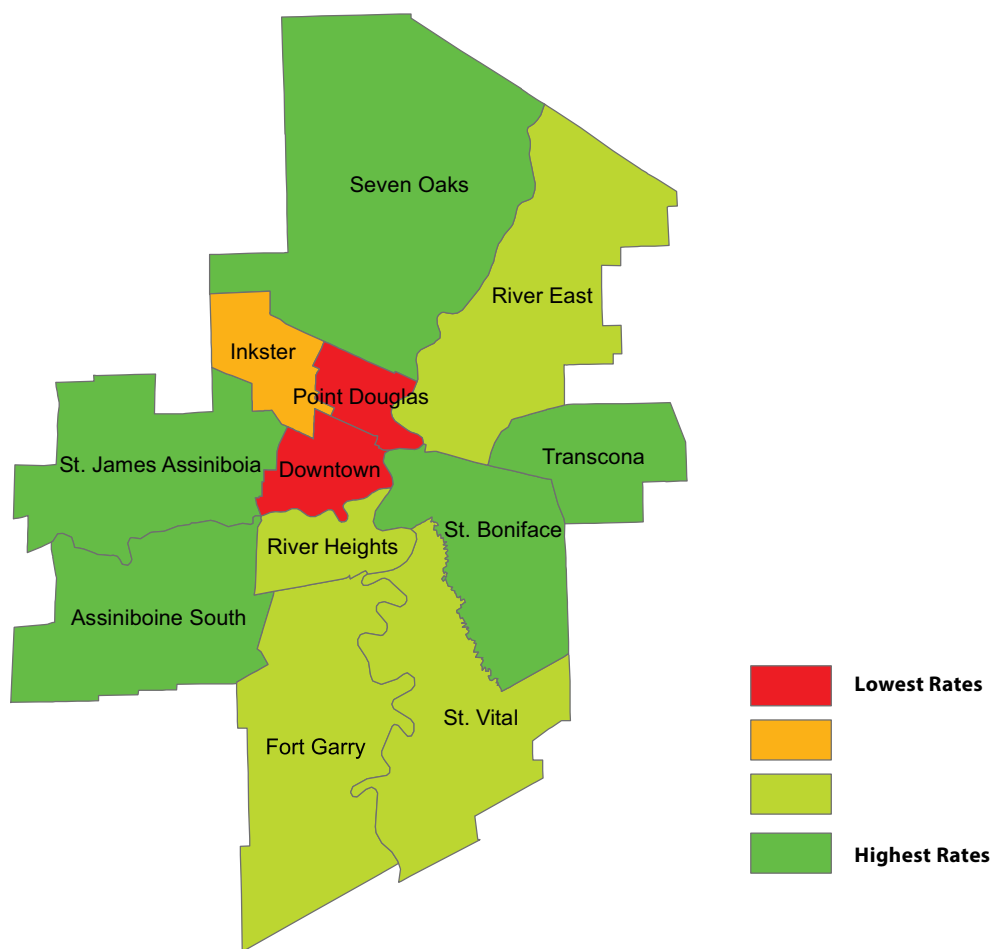 Seven Oaks
River East
Inkster
Point Douglas
St. James Assiniboia
Downtown
Transcona
St. Boniface
River Heights
Assiniboine South
St. Vital
Fort Garry
Lowest Rates
Highest Rates